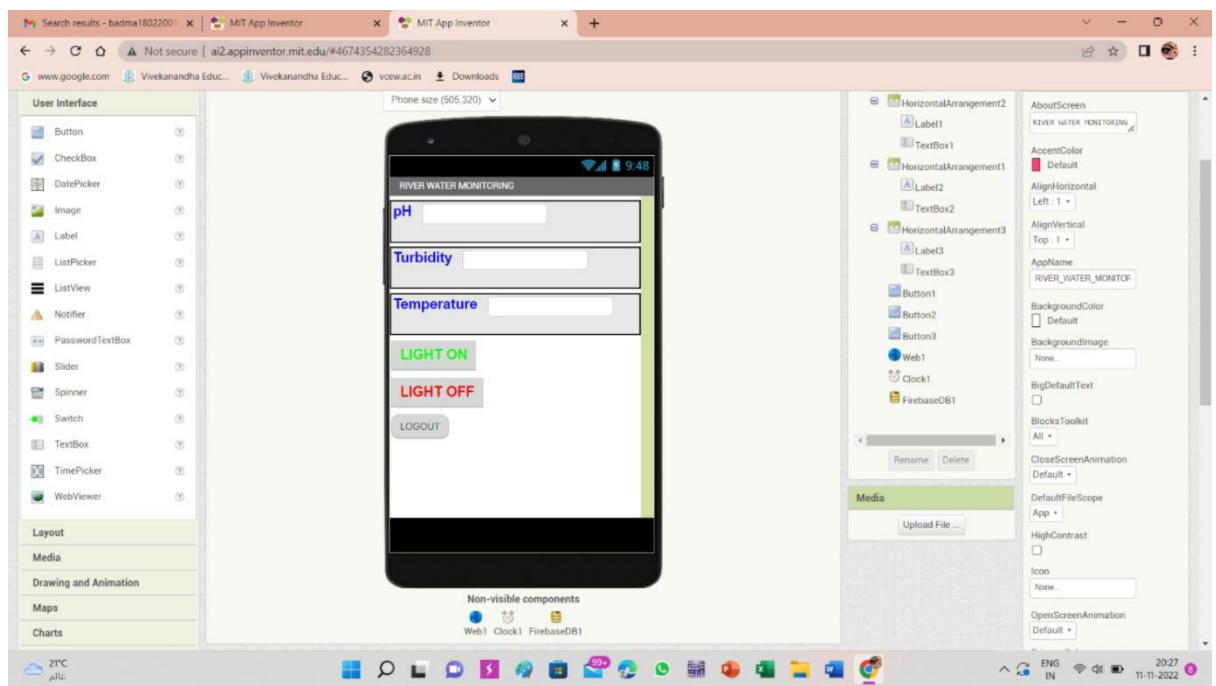 Search results - badma18022001
MIT App Inventor
MIT App Inventor
Not secure
ai2.appinventor.mit.edu/#4674354282364928
www.google.com
Vivekanandha Educ...
Vivekanandha Educ...
vcew.ac.in
Downloads
User Interface
Button
CheckBox
DatePicker
Image
Label
ListPicker
ListView
Notifier
PasswordTextBox
Slider
Spinner
Switch
TextBox
TimePicker
WebViewer
Layout
Media
Drawing and Animation
Maps
Charts
Phone size (505,320)
9:48
RIVER WATER MONITORING
pH
Turbidity
Temperature
LIGHT ON
LIGHT OFF
LOGOUT
Non-visible components
Web1 Clock1 FirebaseDB1
HorizontalArrangement2
Label1
TextBox1
HorizontalArrangement1
Label2
TextBox2
HorizontalArrangement3
Label3
TextBox3
Button1
Button2
Button3
Web1
Clock1
FirebaseDB1
Rename Delete
Media
Upload File ...
AboutScreen
RIVER WATER MONITORING
AccentColor
Default
AlignHorizontal
Left : 1
AlignVertical
Top : 1
AppName
RIVER_WATER_MONITOF
BackgroundColor
Default
BackgroundImage
None...
BigDefaultText
BlocksToolkit
All
CloseScreenAnimation
Default
DefaultFileScope
App
HighContrast
Icon
None...
OpenScreenAnimation
Default
21°C
99+
ENG
IN
20:27
11-11-2022
8